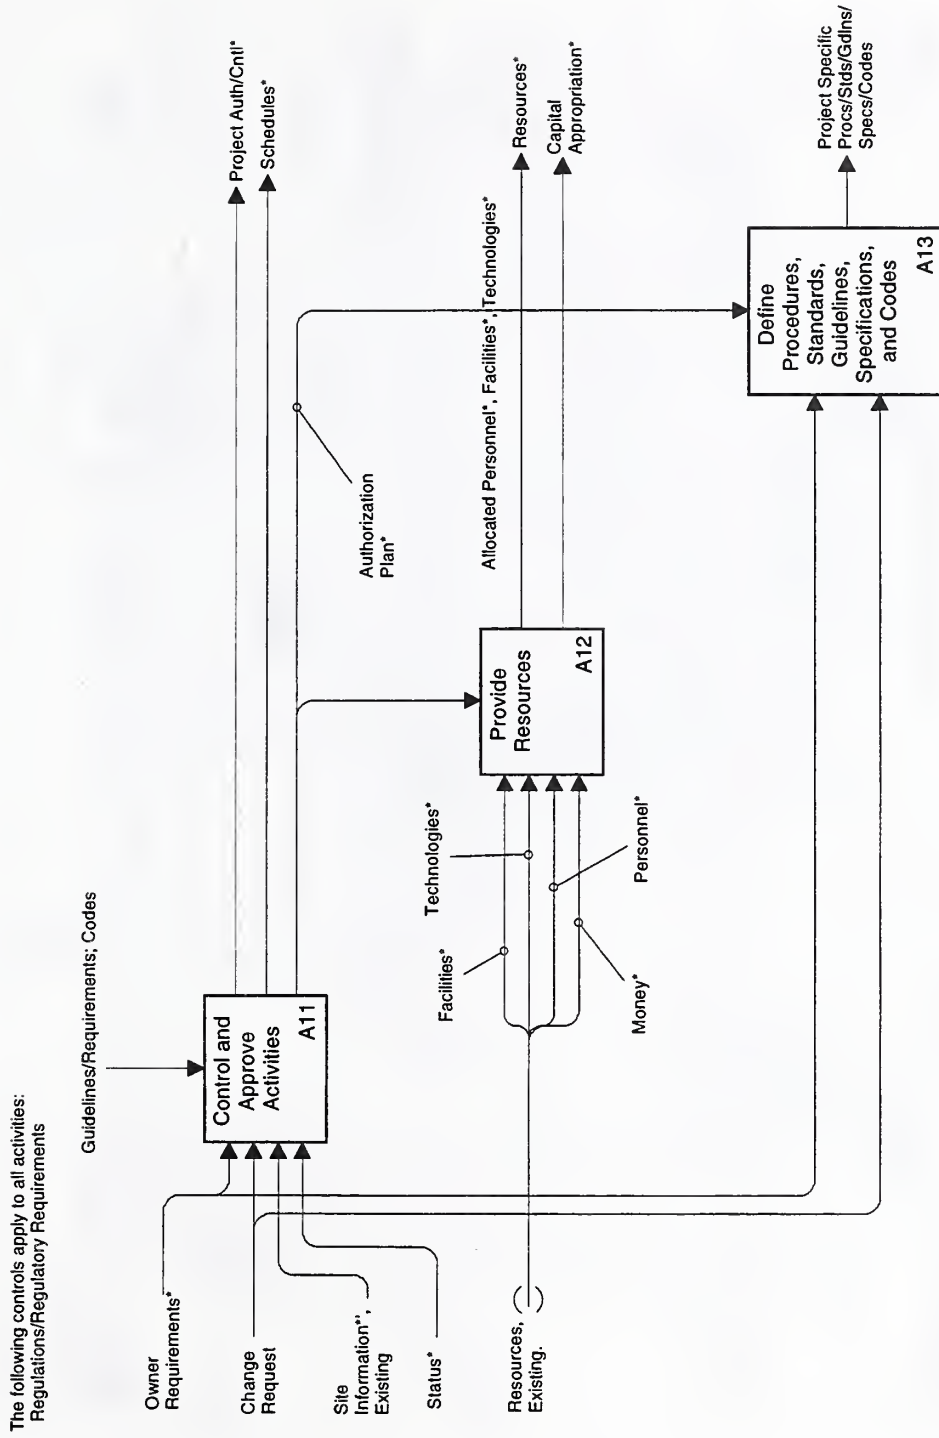 The following controls apply to all activities:
Regulations/Regulatory Requirements
Guidelines/Requirements; Codes
Owner
Requirements*
Change
Request
Site
Information*',
Existing
Status*
Control and
Approve
Activities
A11
Project Auth/Cntl*
Schedules*
Authorization
Plan*
Resources,
Existing.
Facilities*
Technologies*
Personnel*
Money*
Provide
Resources
A12
Allocated Personnel*, Facilities*, Technologies*
Resources*
Capital
Appropriation*
Define
Procedures,
Standards,
Guidelines,
Specifications,
and Codes
A13
Project Specific
Procs/Stds/Gdlns/
Specs/Codes